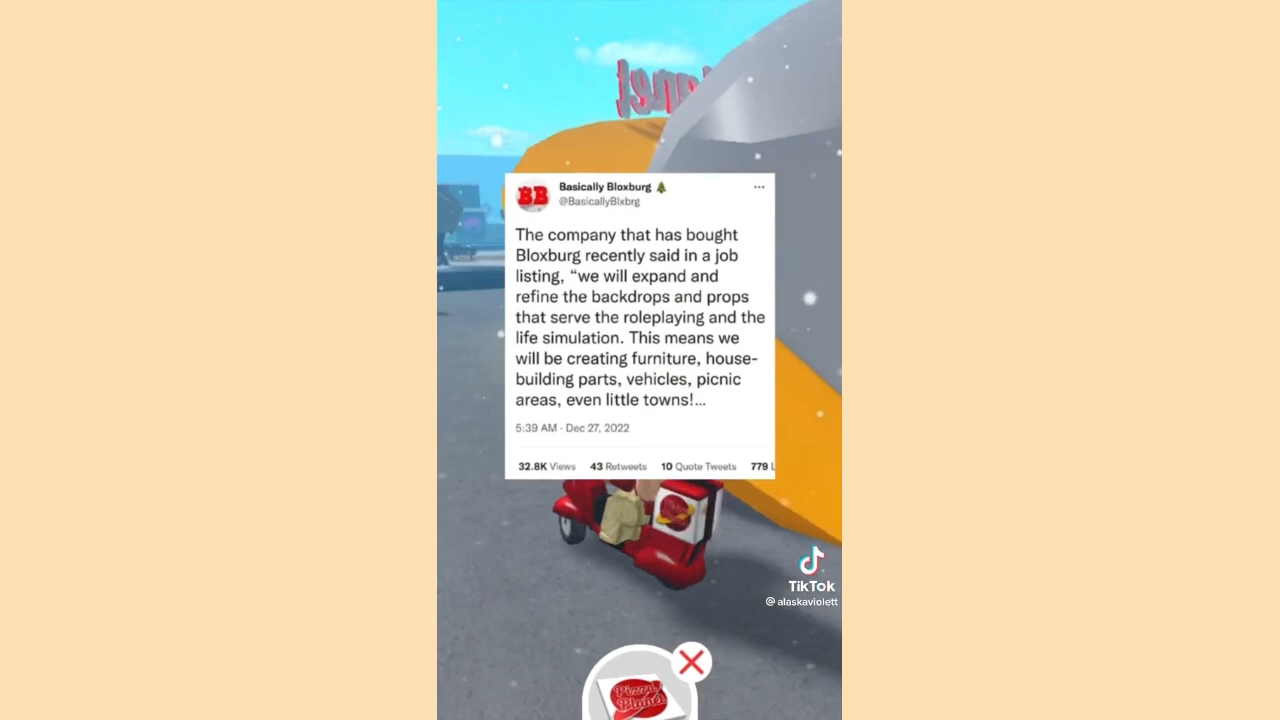 Basically Bloxburg 🎄
@BasicallyBlxbrg
The company that has bought
Bloxburg recently said in a job
listing, “we will expand and
refine the backdrops and props
that serve the roleplaying and the
life simulation. This means we
will be creating furniture, house-
building parts, vehicles, picnic
areas, even little towns!...
5:39 AM · Dec 27, 2022
32.8K Views 43 Retweets 10 Quote Tweets 779 L
TikTok
@alaskaviolett
Pizza
Planet